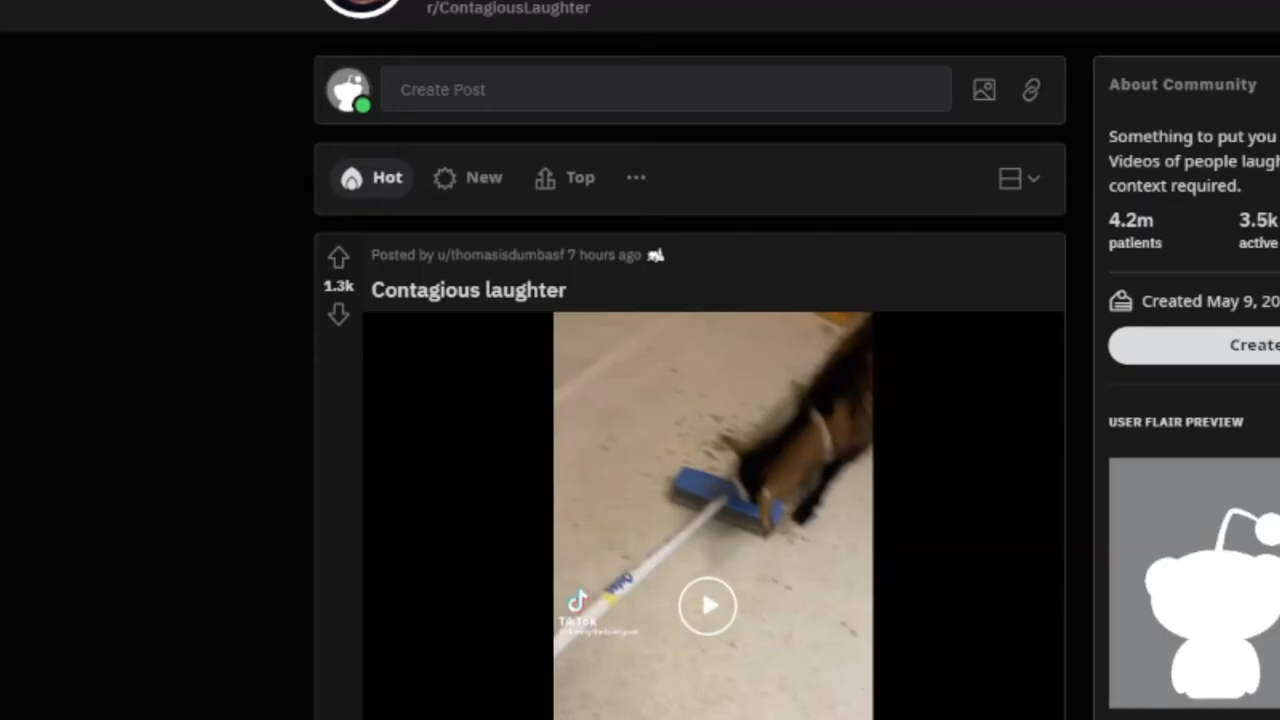 r/ContagiousLaughter
Create Post
About Community
Something to put you
Videos of people laugh
context required.
Hot
New
Top
4.2m
3.5k
patients
active
Posted by u/thomasisdumbasf 7 hours ago
1.3k
Contagious laughter
Created May 9, 20
Create
USER FLAIR PREVIEW
TikTok